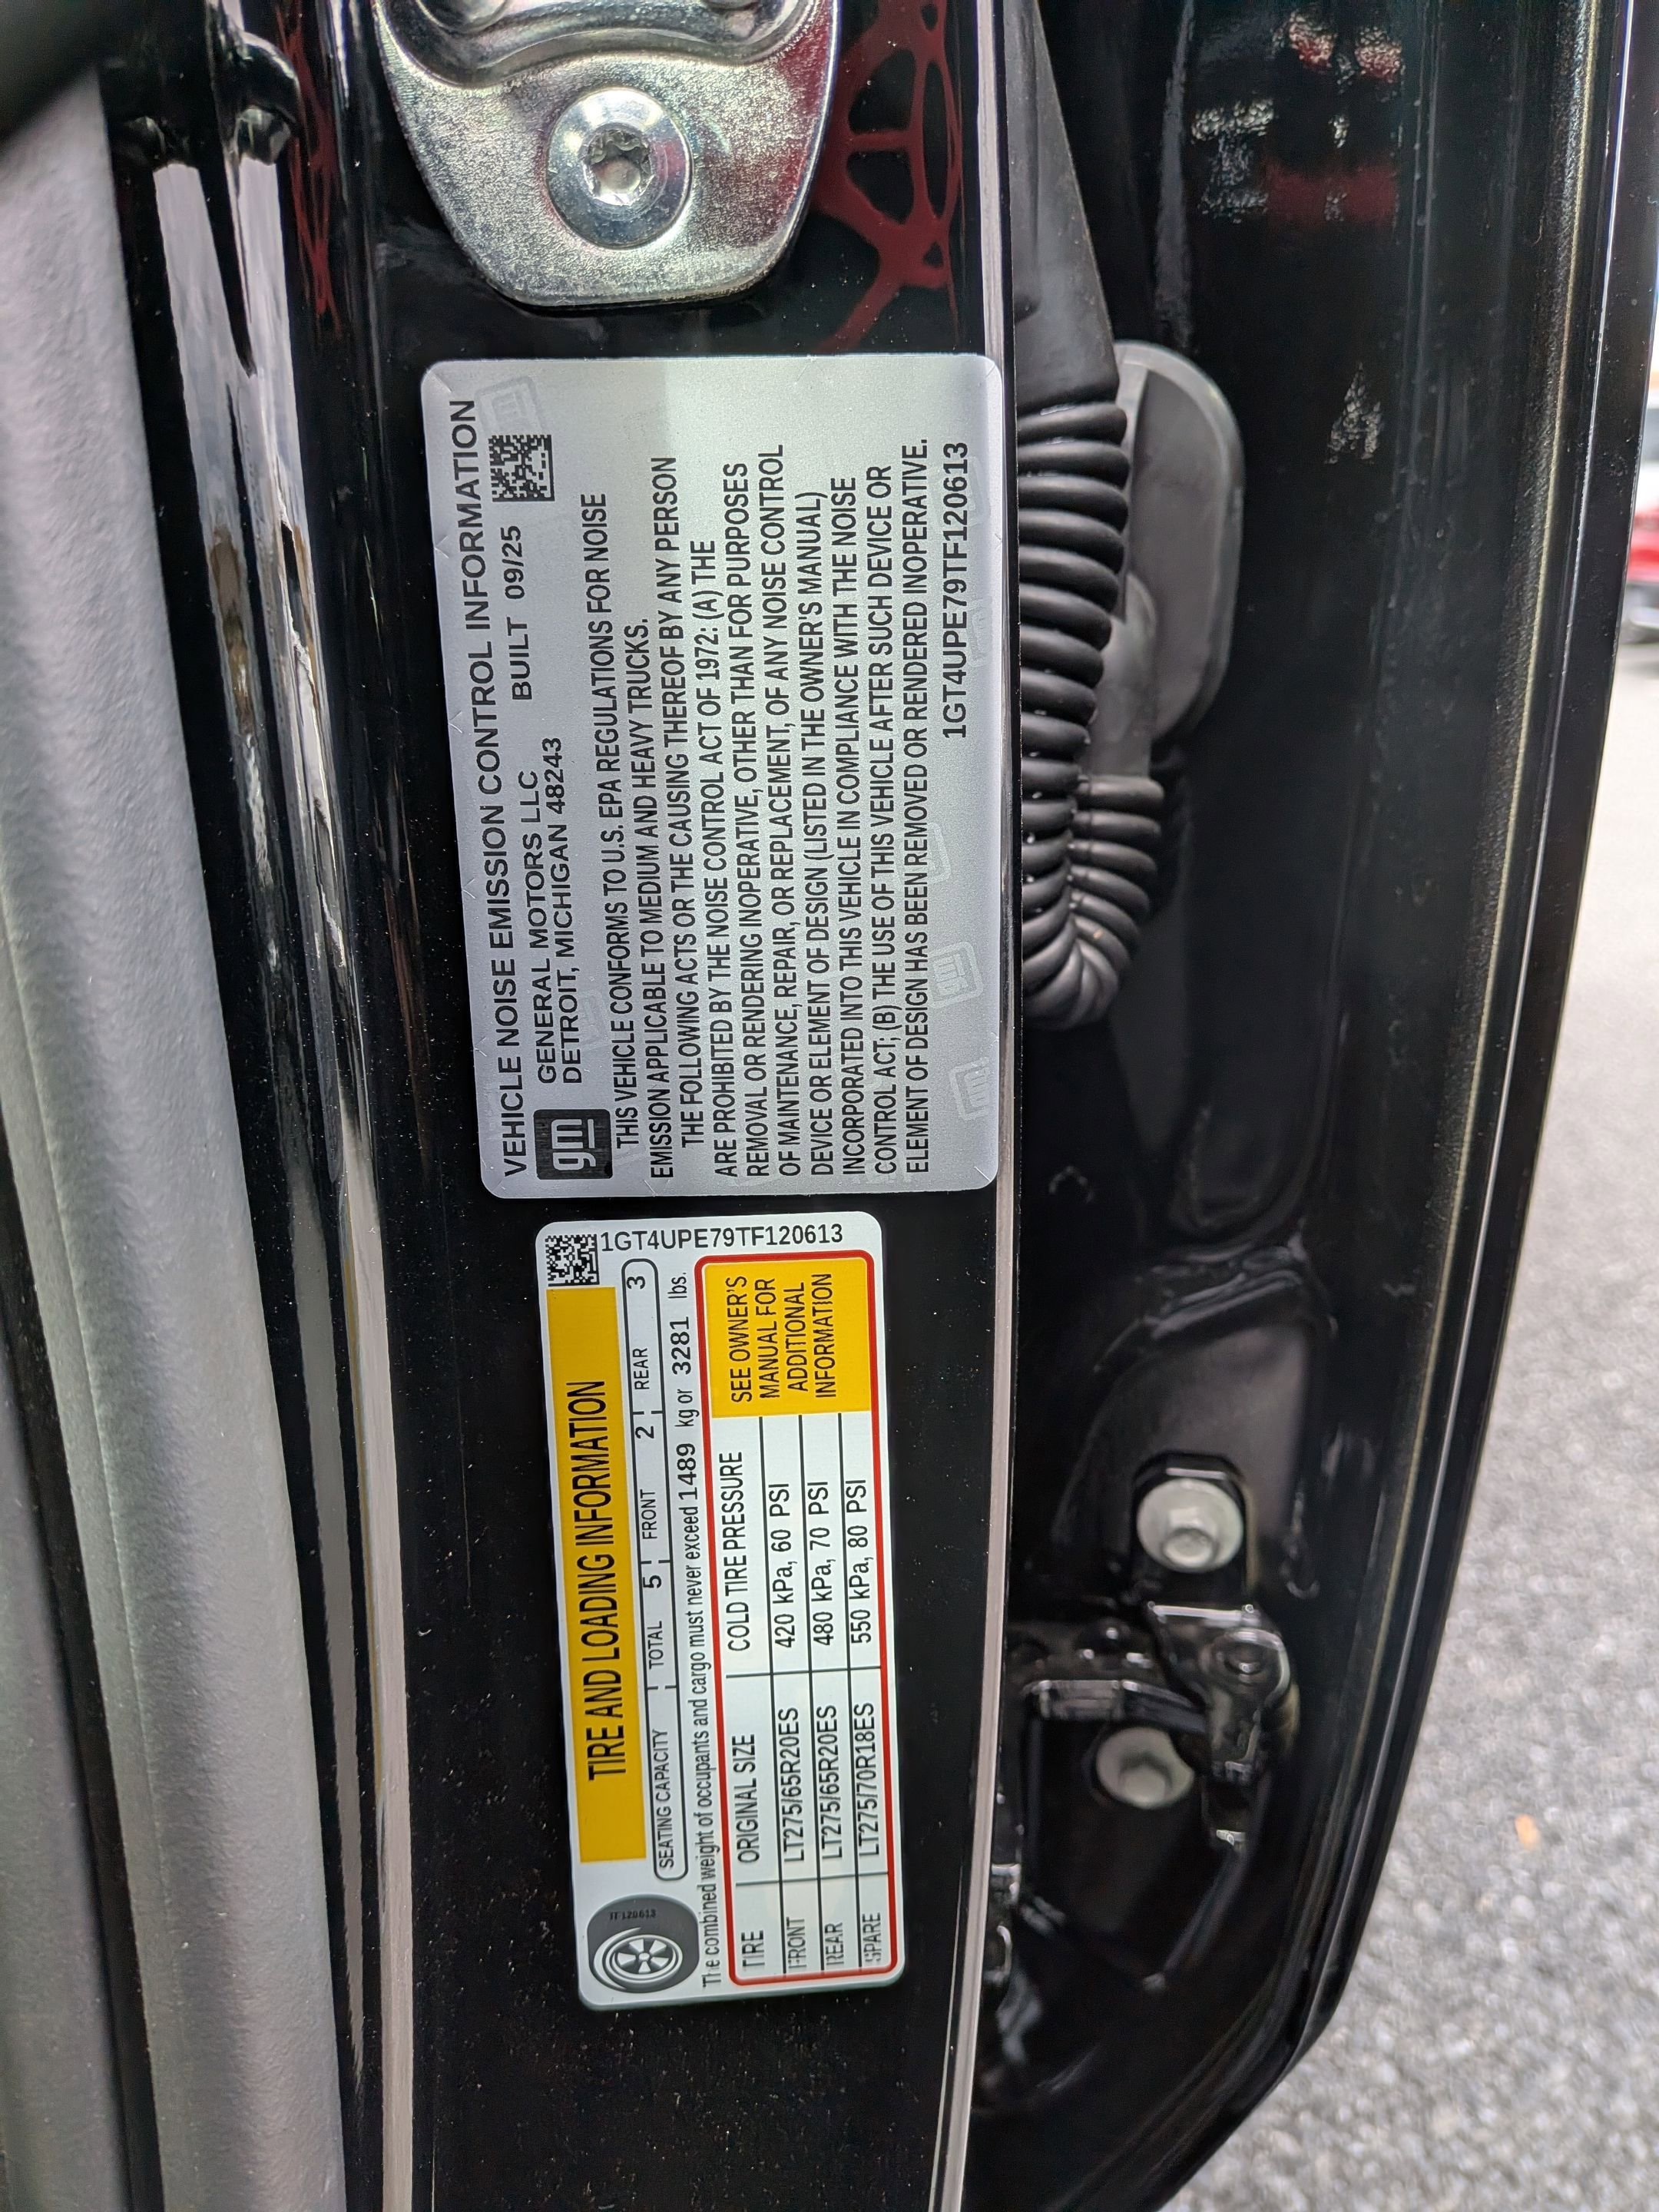 VEHICLE NOISE EMISSION CONTROL INFORMATION
gm
GENERAL MOTORS LLC BUILT 09/25
DETROIT, MICHIGAN 48243
THIS VEHICLE CONFORMS TO U.S. EPA REGULATIONS FOR NOISE
EMISSION APPLICABLE TO MEDIUM AND HEAVY TRUCKS.
THE FOLLOWING ACTS OR THE CAUSING THEREOF BY ANY PERSON
ARE PROHIBITED BY THE NOISE CONTROL ACT OF 1972: (A) THE
REMOVAL OR RENDERING INOPERATIVE, OTHER THAN FOR PURPOSES
OF MAINTENANCE, REPAIR, OR REPLACEMENT, OF ANY NOISE CONTROL
DEVICE OR ELEMENT OF DESIGN (LISTED IN THE OWNER'S MANUAL)
INCORPORATED INTO THIS VEHICLE IN COMPLIANCE WITH THE NOISE
CONTROL ACT, (B) THE USE OF THIS VEHICLE AFTER SUCH DEVICE OR
ELEMENT OF DESIGN HAS BEEN REMOVED OR RENDERED INOPERATIVE.
1GT4UPE79TF120613
TIRE AND LOADING INFORMATION
1GT4UPE79TF120613
TF120613
SEATING CAPACITY TOTAL 5 FRONT 2 REAR 3
The combined weight of occupants and cargo must never exceed 1489 kg or 3281 lbs.
TIRE ORIGINAL SIZE COLD TIRE PRESSURE
FRONT LT275/65R20ES 420 kPa, 60 PSI
REAR LT275/65R20ES 480 kPa, 70 PSI
SPARE LT275/70R18ES 550 kPa, 80 PSI
SEE OWNER'S
MANUAL FOR
ADDITIONAL
INFORMATION